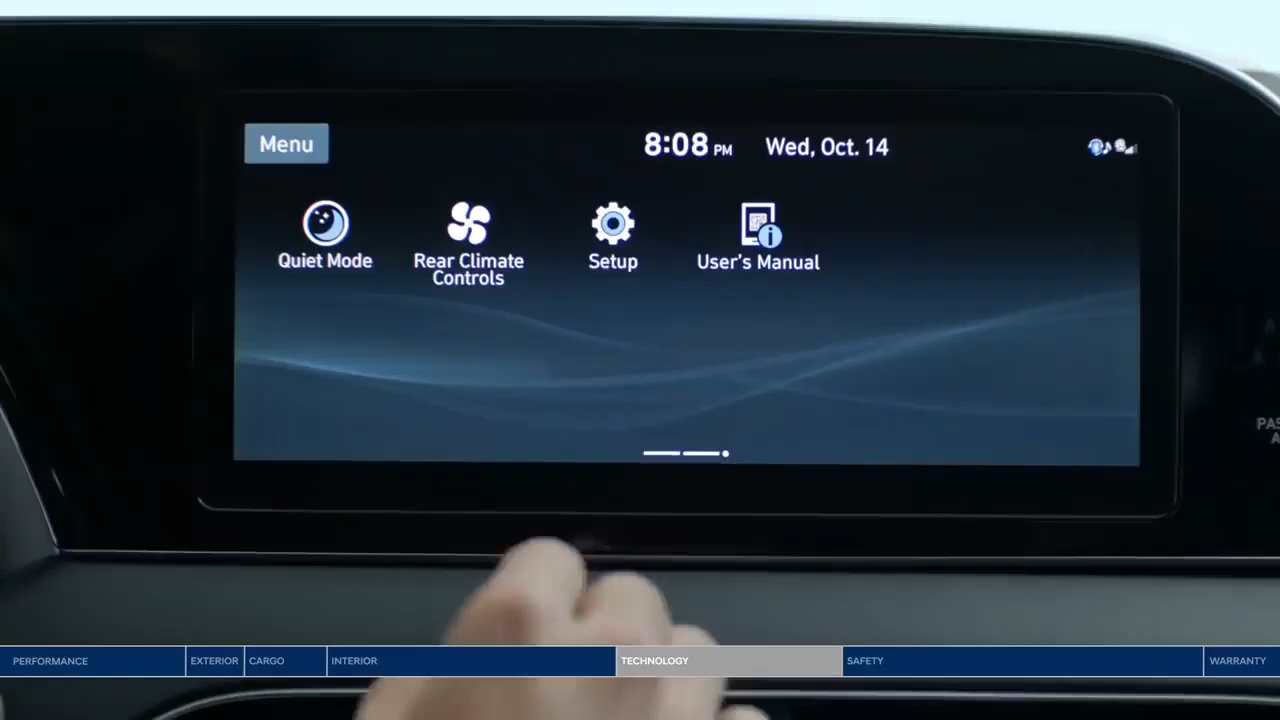 Menu
8:08 PM
Wed, Oct. 14
Quiet Mode
Rear Climate
Controls
Setup
User's Manual
PERFORMANCE
EXTERIOR
CARGO
INTERIOR
TECHNOLOGY
SAFETY
WARRANTY